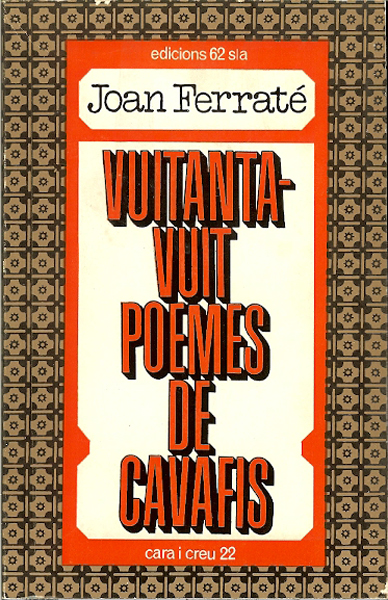 edicions 62 s|a
Joan Ferraté
VUITANTA-
VUIT
POEMES
DE
CAVAFIS
cara i creu 22